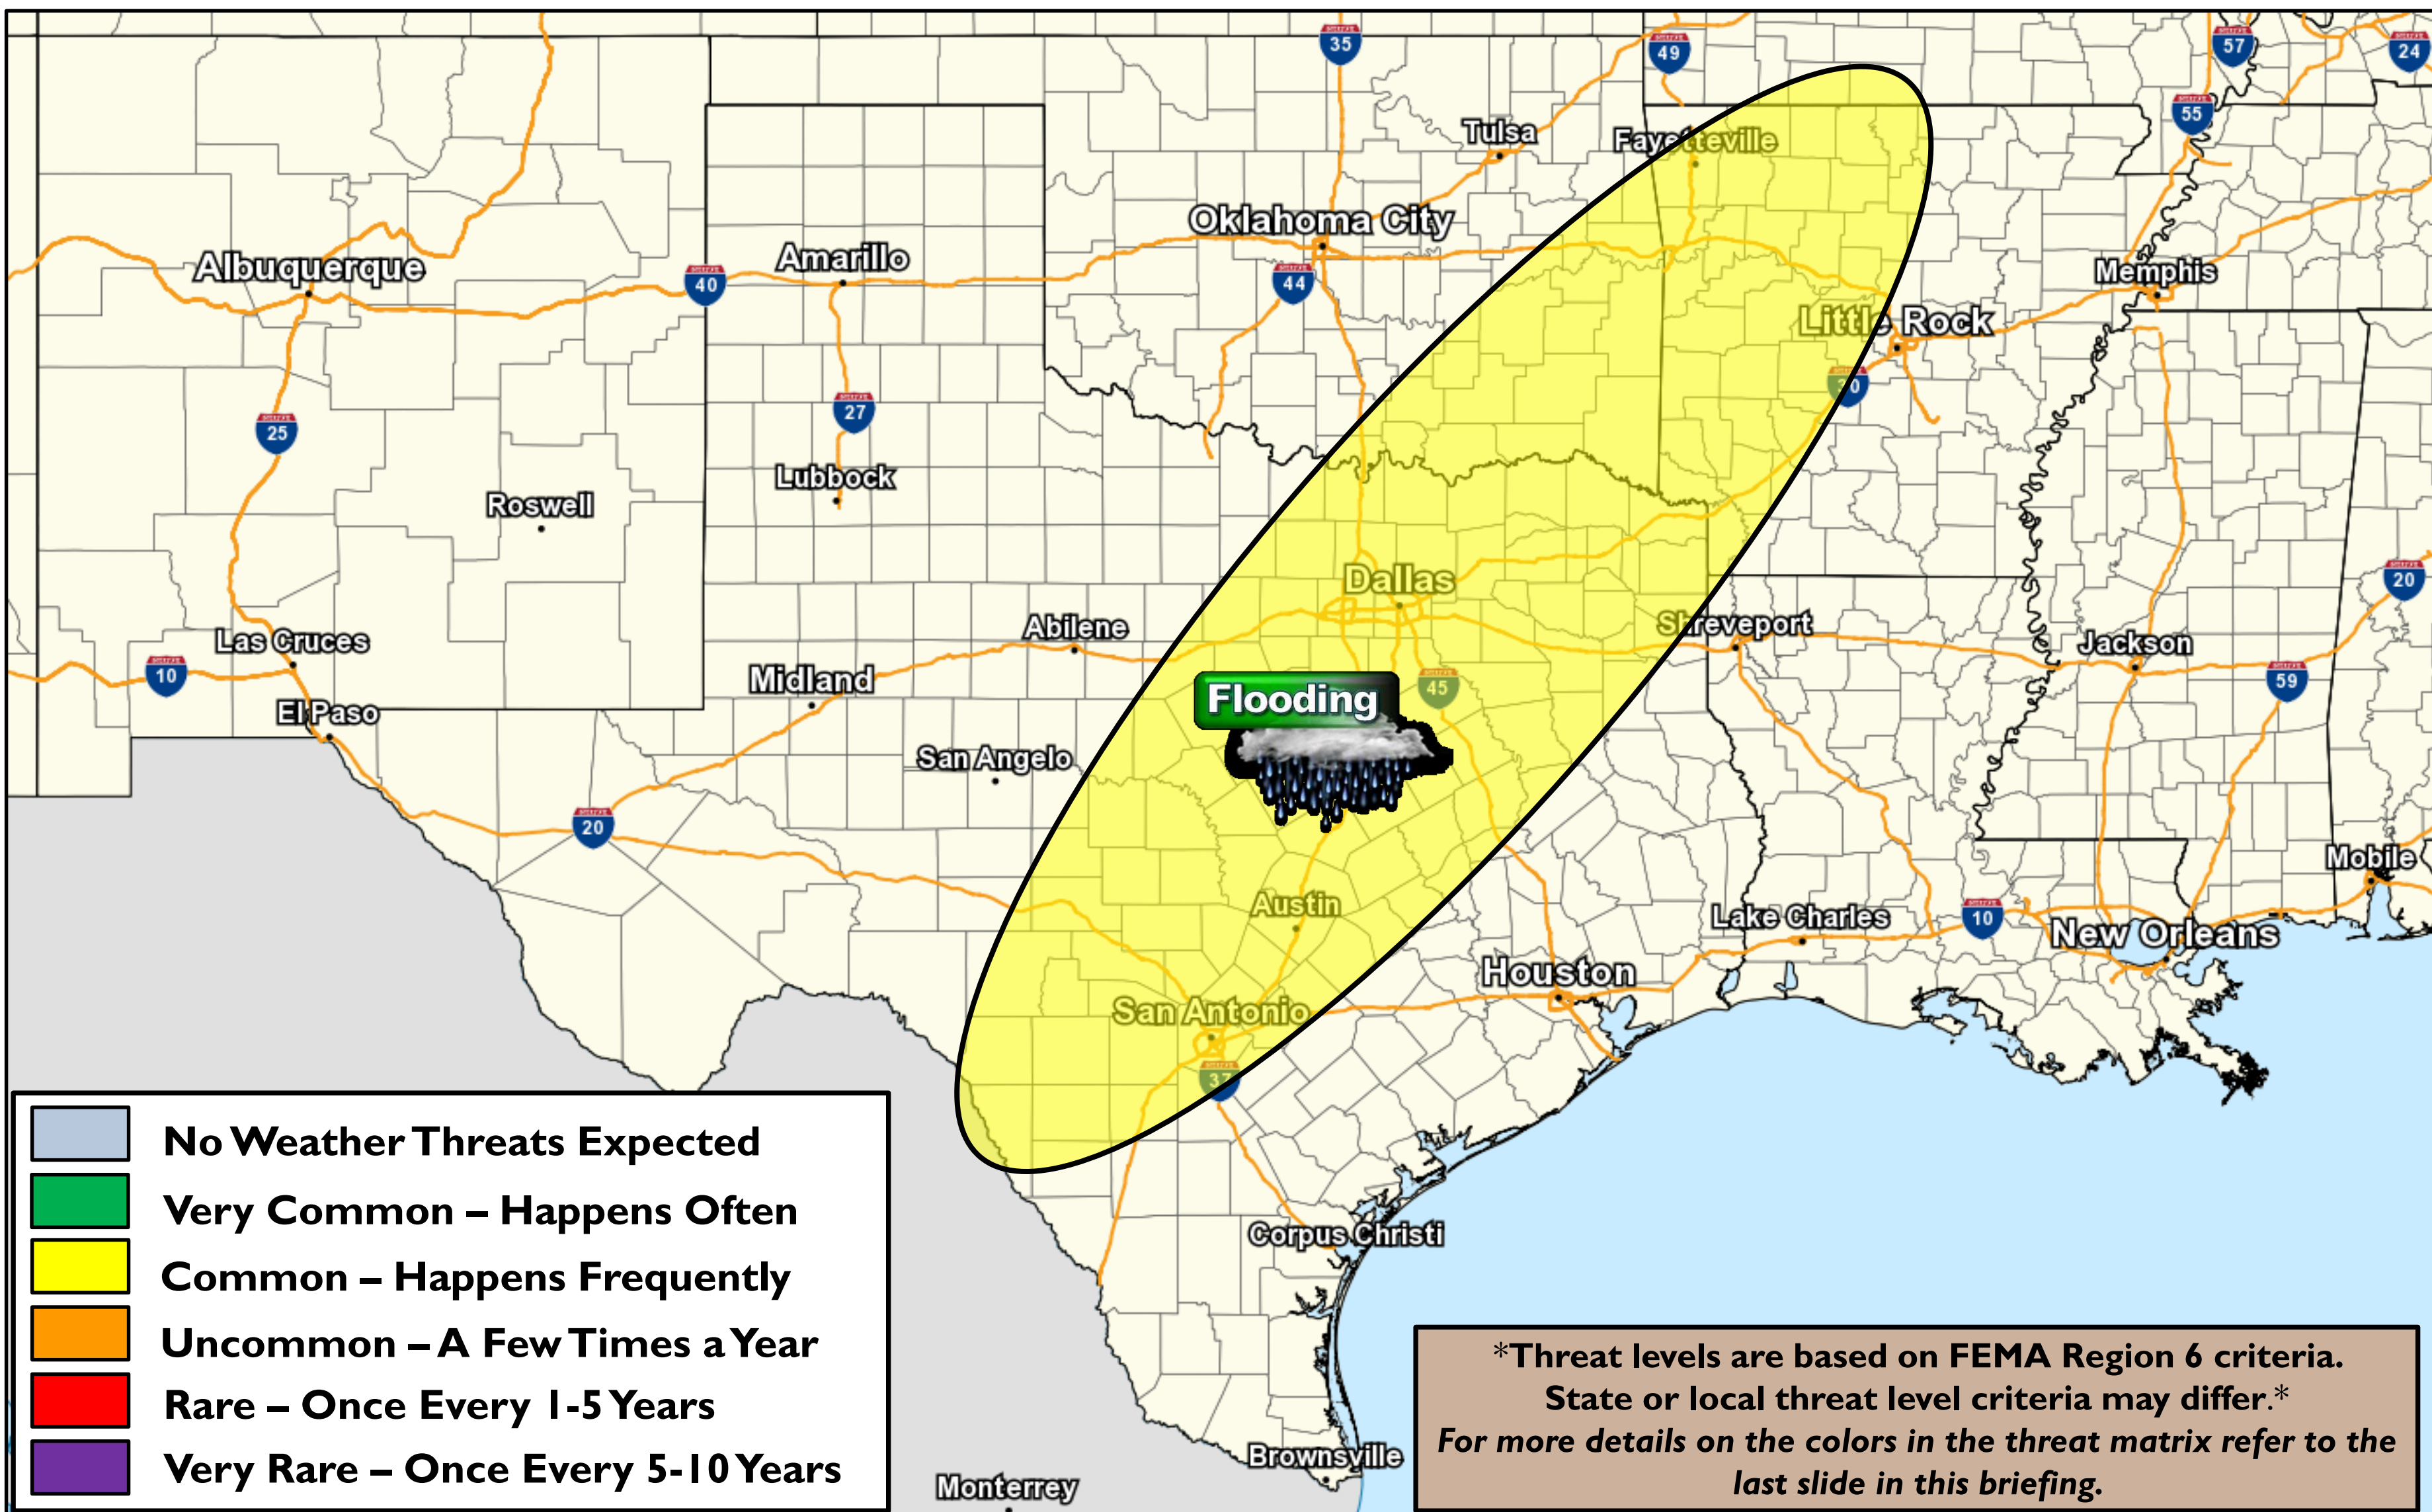 35
49
57
24
55
Tulsa
Fayetteville
Oklahoma City
Albuquerque
Amarillo
40
44
Memphis
Little Rock
30
25
27
Lubbock
Roswell
Dallas
20
Abilene
Shreveport
Las Cruces
Jackson
10
Midland
45
59
El Paso
Flooding
San Angelo
20
Mobile
Austin
Lake Charles
10
New Orleans
Houston
San Antonio
37
Corpus Christi
Brownsville
Monterrey
No Weather Threats Expected
Very Common – Happens Often
Common – Happens Frequently
Uncommon – A Few Times a Year
Rare – Once Every 1-5 Years
Very Rare – Once Every 5-10 Years
*Threat levels are based on FEMA Region 6 criteria.
State or local threat level criteria may differ.*
For more details on the colors in the threat matrix refer to the
last slide in this briefing.